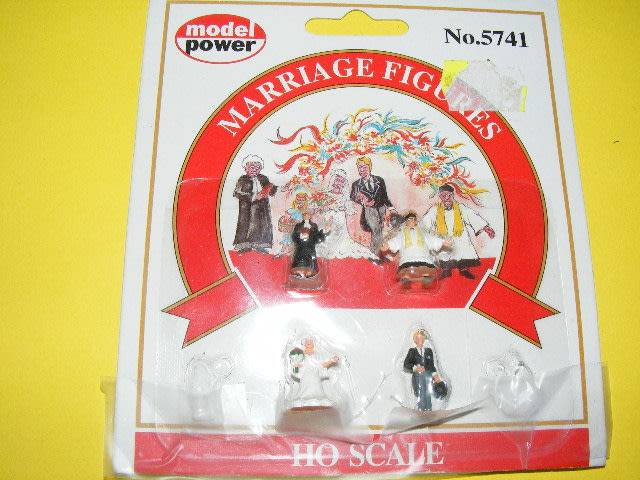 model
power
No.5741
MARRIAGE FIGURES
HO SCALE